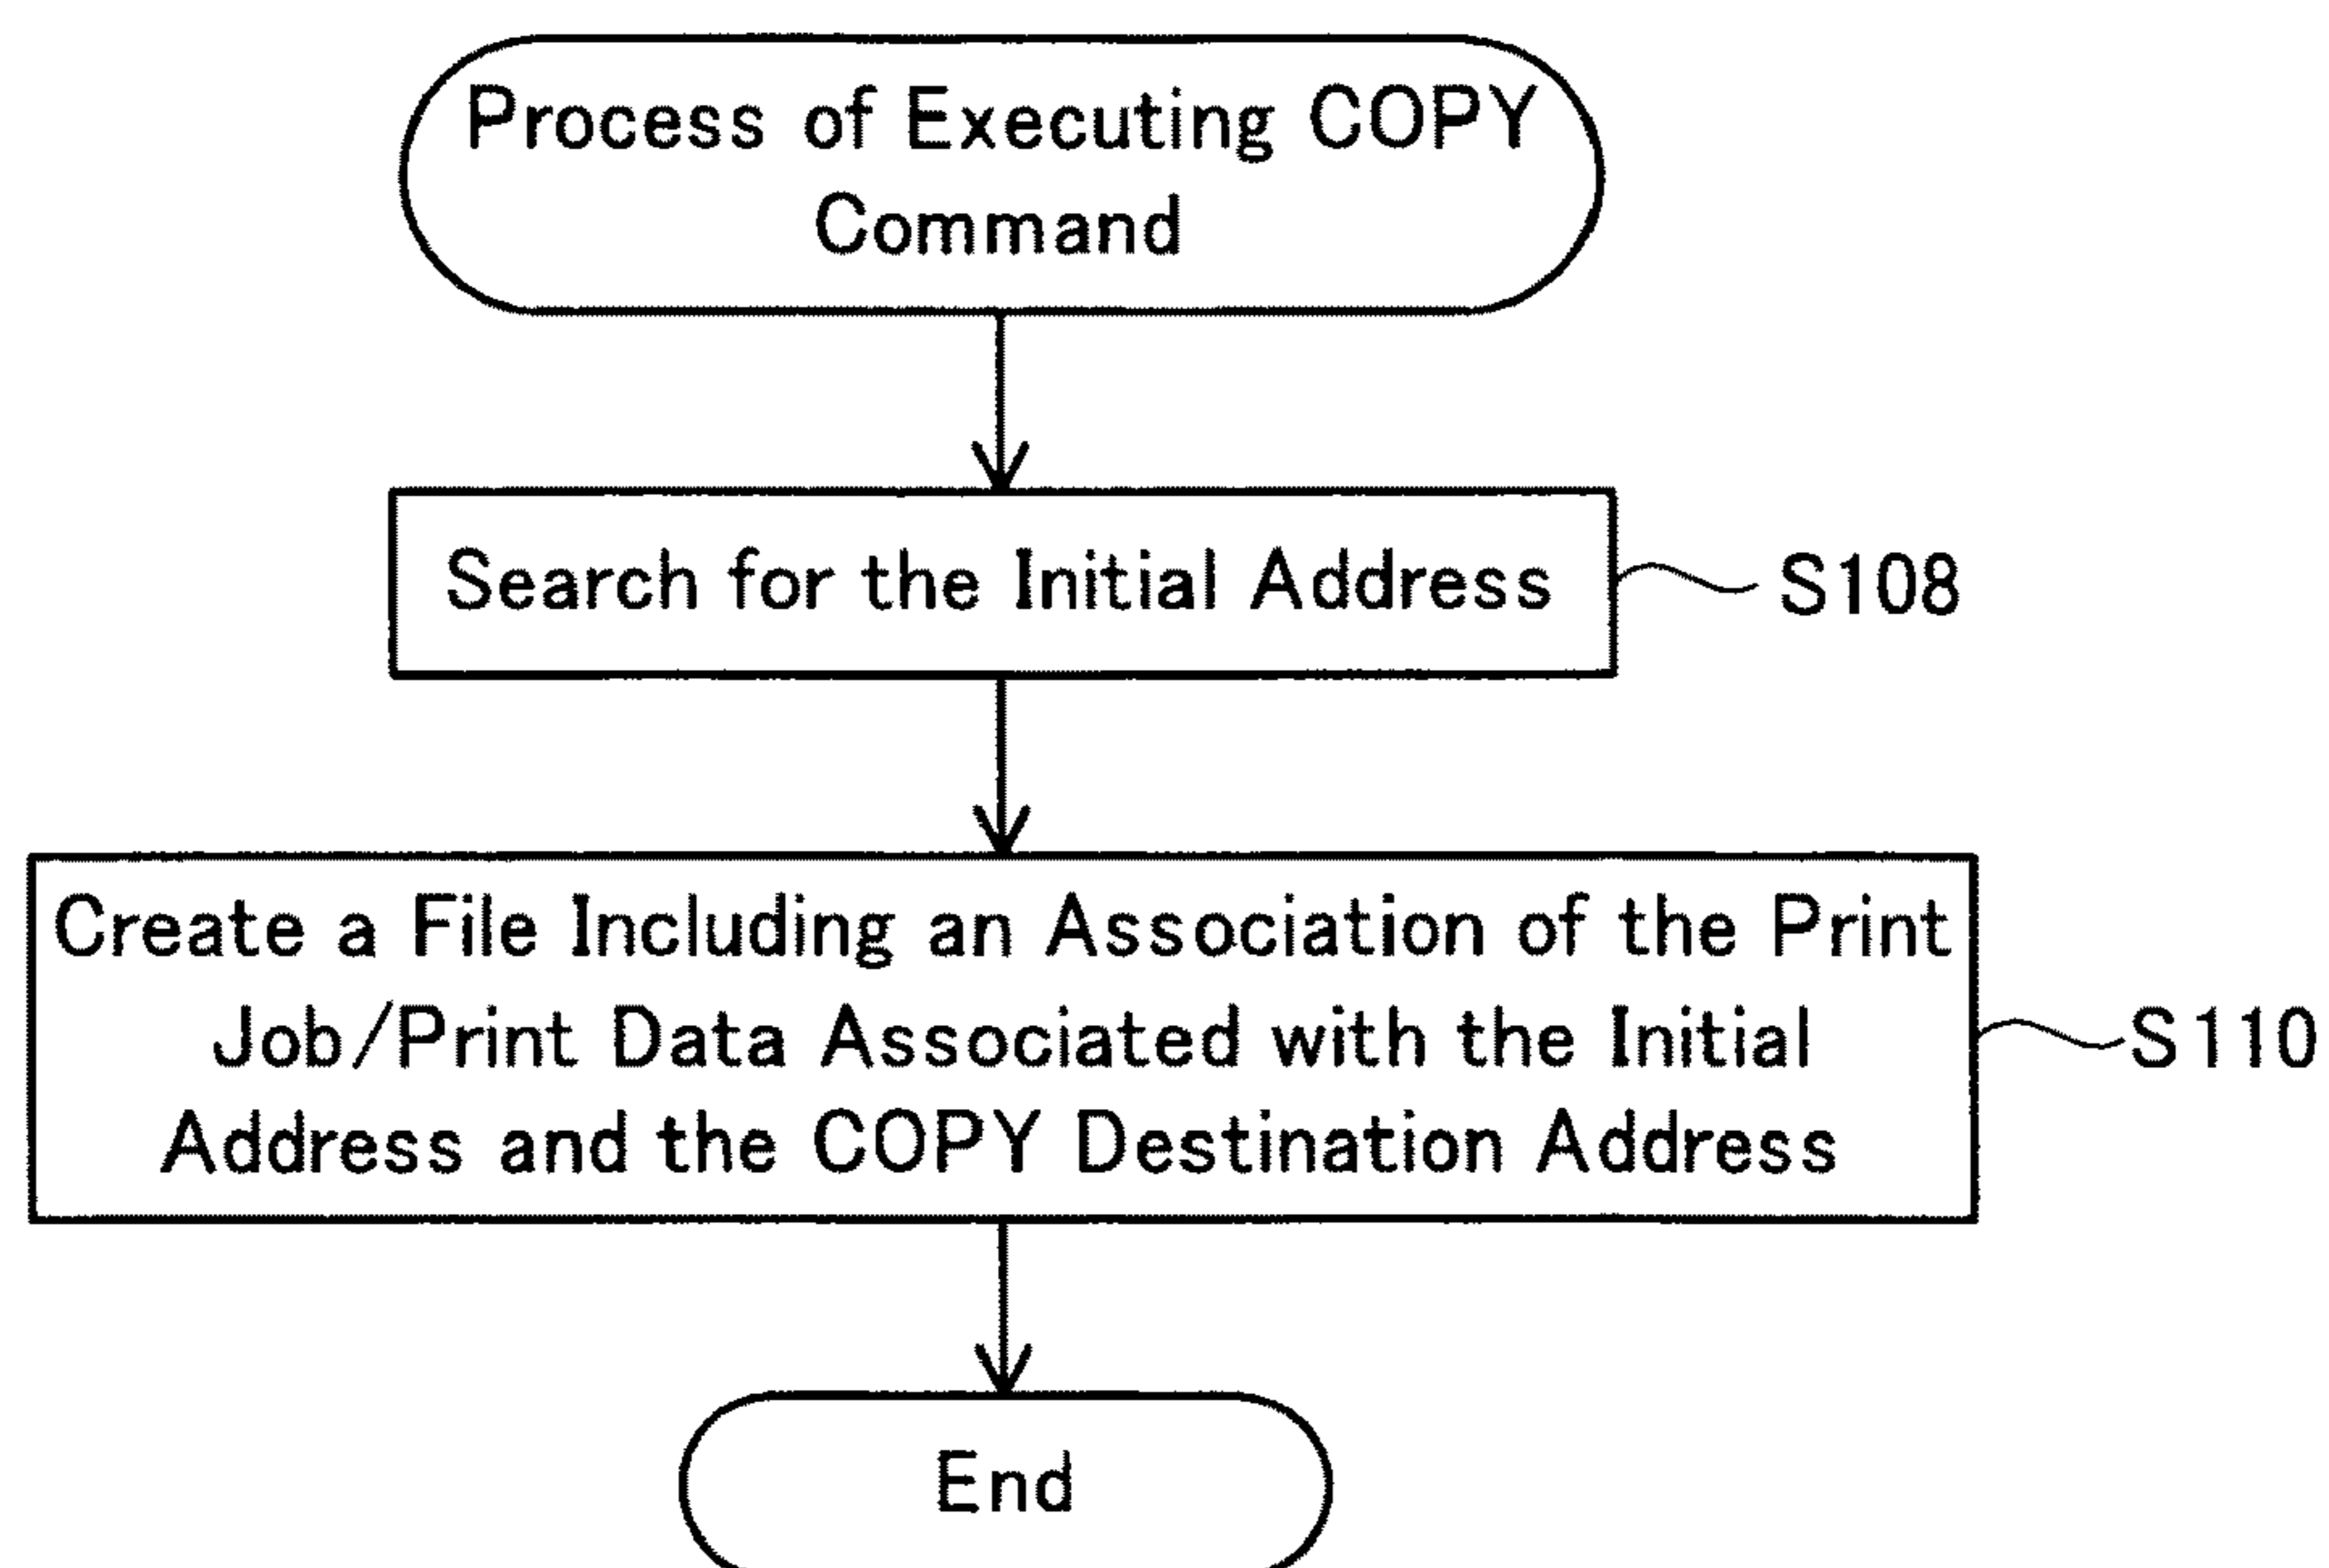 Process of Executing COPY
Command
Search for the Initial Address
S108
Create a File Including an Association of the Print
Job/Print Data Associated with the Initial
Address and the COPY Destination Address
S110
End